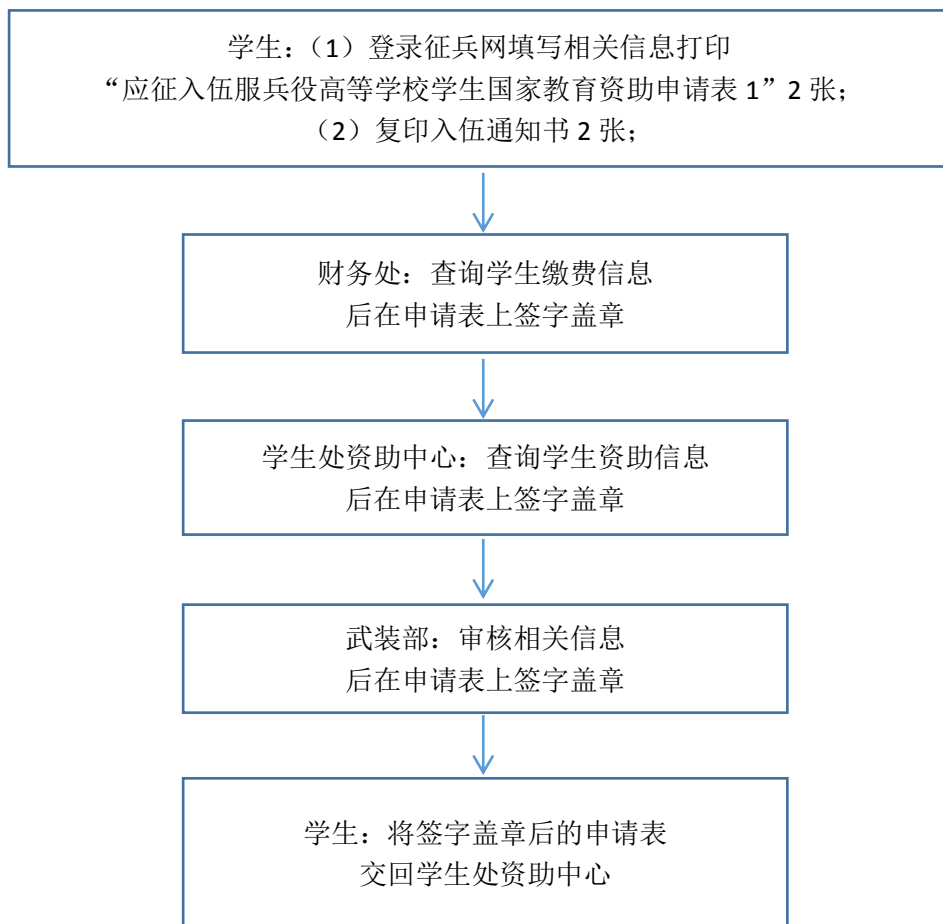 学生：（1）登录征兵网填写相关信息打印
“应征入伍服兵役高等学校学生国家教育资助申请表 1”2 张；
（2）复印入伍通知书 2 张；
财务处：查询学生缴费信息
后在申请表上签字盖章
学生处资助中心：查询学生资助信息
后在申请表上签字盖章
武装部：审核相关信息
后在申请表上签字盖章
学生：将签字盖章后的申请表
交回学生处资助中心